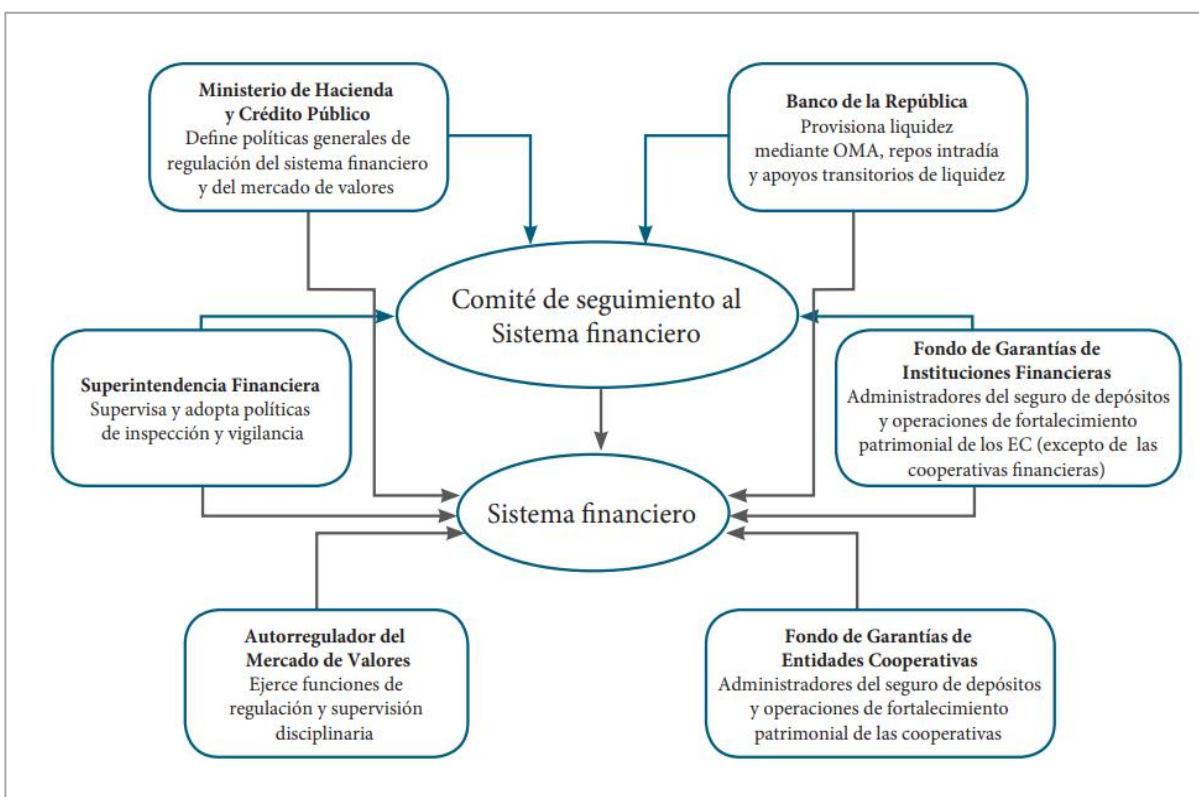 Ministerio de Hacienda
y Crédito Público
Define políticas generales de
regulación del sistema financiero
y del mercado de valores
Banco de la República
Provisiona liquidez
mediante OMA, repos intradía
y apoyos transitorios de liquidez
Comité de seguimiento al
Sistema financiero
Superintendencia Financiera
Supervisa y adopta políticas
de inspección y vigilancia
Fondo de Garantías de
Instituciones Financieras
Administradores del seguro de depósitos
y operaciones de fortalecimiento
patrimonial de los EC (excepto de las
cooperativas financieras)
Sistema financiero
Autorregulador del
Mercado de Valores
Ejerce funciones de
regulación y supervisión
disciplinaria
Fondo de Garantías de
Entidades Cooperativas
Administradores del seguro de depósitos
y operaciones de fortalecimiento
patrimonial de las cooperativas